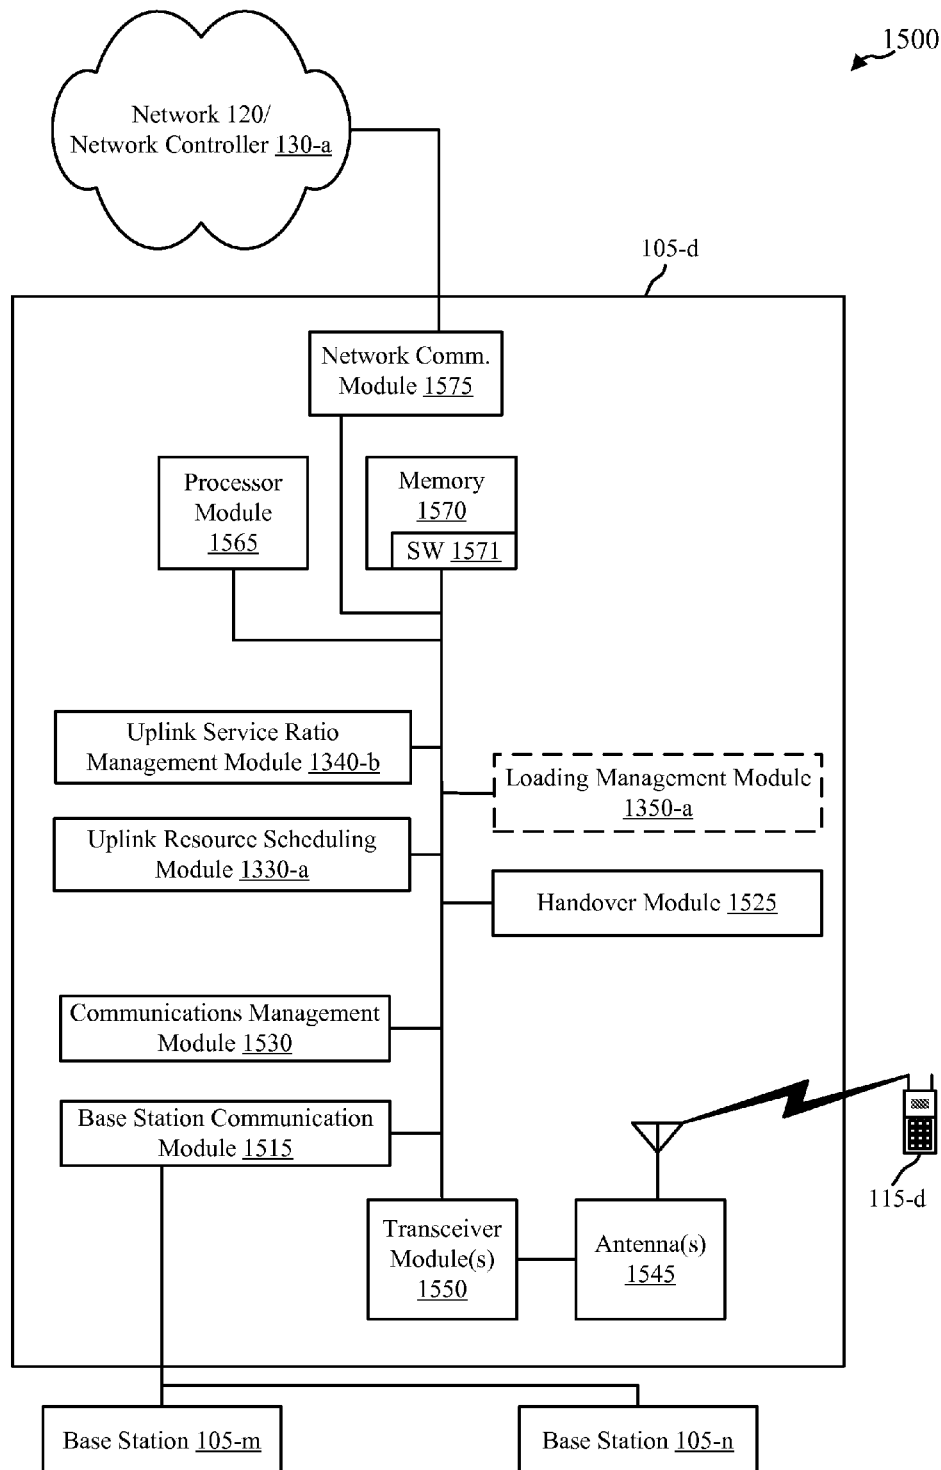 1500
Network 120/
Network Controller 130-a
105-d
Network Comm.
Module 1575
Processor
Module
1565
Memory
1570
SW 1571
Uplink Service Ratio
Management Module 1340-b
Loading Management Module
1350-a
Uplink Resource Scheduling
Module 1330-a
Handover Module 1525
Communications Management
Module 1530
Base Station Communication
Module 1515
115-d
Transceiver
Module(s)
1550
Antenna(s)
1545
Base Station 105-m
Base Station 105-n